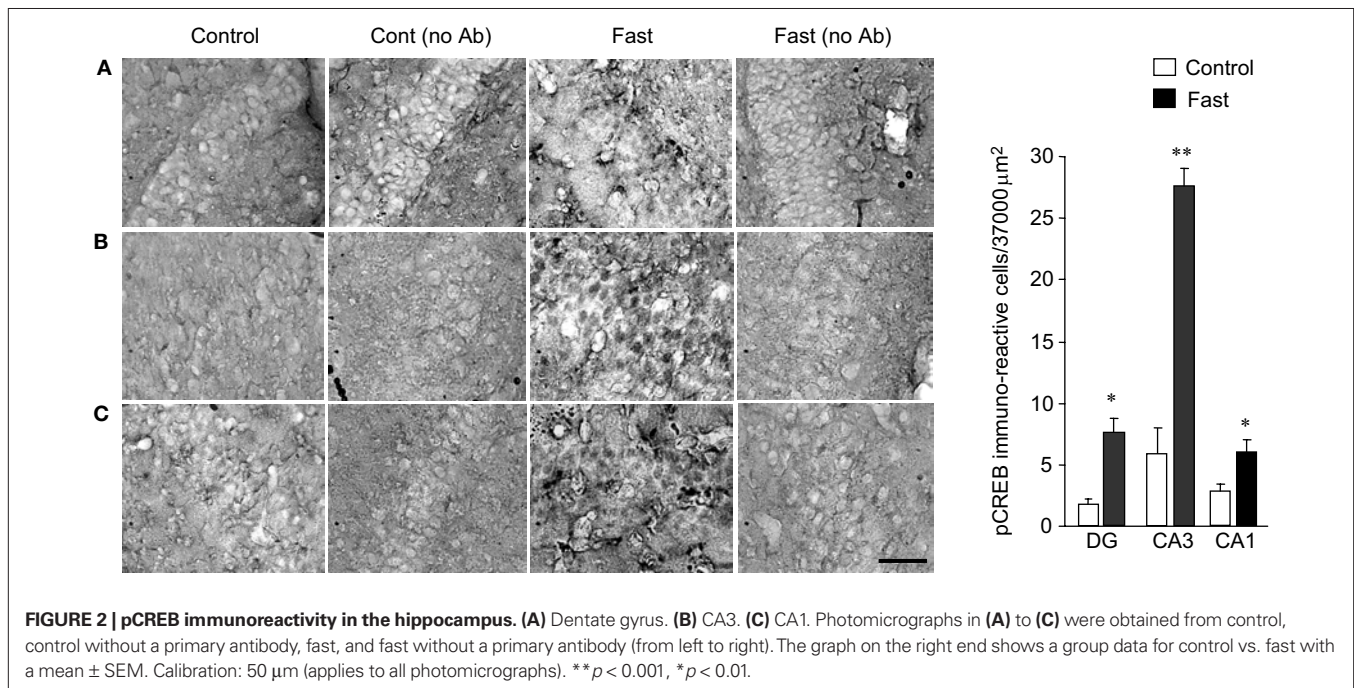 Control Cont (no Ab) Fast Fast (no Ab)
A
B
C
Control
Fast
pCREB immuno-reactive cells/37000 μm²
30
25
20
15
10
5
0
*
**
*
DG CA3 CA1
FIGURE 2 | pCREB immunoreactivity in the hippocampus. (A) Dentate gyrus. (B) CA3. (C) CA1. Photomicrographs in (A) to (C) were obtained from control,
control without a primary antibody, fast, and fast without a primary antibody (from left to right). The graph on the right end shows a group data for control vs. fast with
a mean ± SEM. Calibration: 50 μm (applies to all photomicrographs). **p < 0.001, *p < 0.01.